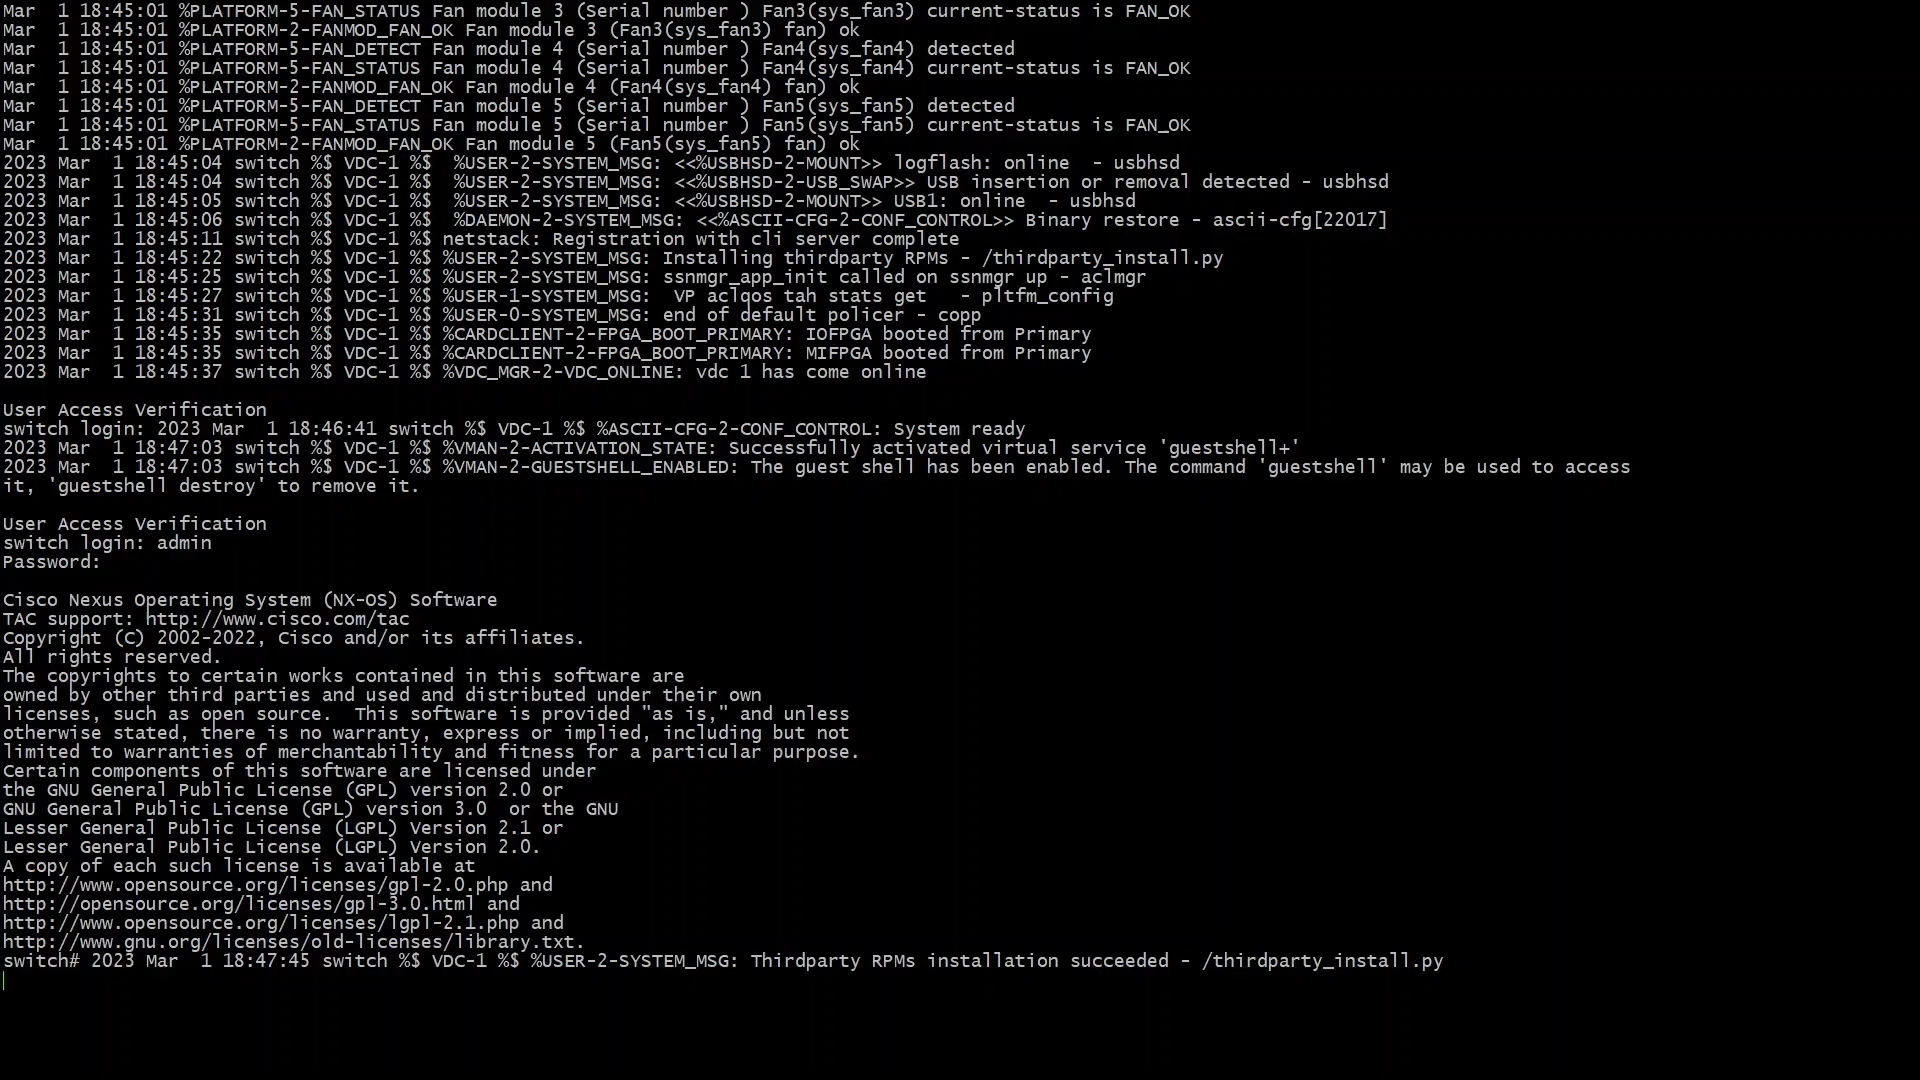 Mar  1 18:45:01 %PLATFORM-5-FAN_STATUS Fan module 3 (Serial number ) Fan3(sys_fan3) current-status is FAN_OK
Mar  1 18:45:01 %PLATFORM-2-FANMOD_FAN_OK Fan module 3 (Fan3(sys_fan3) fan) ok
Mar  1 18:45:01 %PLATFORM-5-FAN_DETECT Fan module 4 (Serial number ) Fan4(sys_fan4) detected
Mar  1 18:45:01 %PLATFORM-5-FAN_STATUS Fan module 4 (Serial number ) Fan4(sys_fan4) current-status is FAN_OK
Mar  1 18:45:01 %PLATFORM-2-FANMOD_FAN_OK Fan module 4 (Fan4(sys_fan4) fan) ok
Mar  1 18:45:01 %PLATFORM-5-FAN_DETECT Fan module 5 (Serial number ) Fan5(sys_fan5) detected
Mar  1 18:45:01 %PLATFORM-5-FAN_STATUS Fan module 5 (Serial number ) Fan5(sys_fan5) current-status is FAN_OK
Mar  1 18:45:01 %PLATFORM-2-FANMOD_FAN_OK Fan module 5 (Fan5(sys_fan5) fan) ok
2023 Mar  1 18:45:04 switch %$ VDC-1 %$  %USER-2-SYSTEM_MSG: <<%USBHSD-2-MOUNT>> logflash: online  - usbhsd
2023 Mar  1 18:45:04 switch %$ VDC-1 %$  %USER-2-SYSTEM_MSG: <<%USBHSD-2-USB_SWAP>> USB insertion or removal detected - usbhsd
2023 Mar  1 18:45:05 switch %$ VDC-1 %$  %USER-2-SYSTEM_MSG: <<%USBHSD-2-MOUNT>> USB1: online  - usbhsd
2023 Mar  1 18:45:06 switch %$ VDC-1 %$  %DAEMON-2-SYSTEM_MSG: <<%ASCII-CFG-2-CONF_CONTROL>> Binary restore - ascii-cfg[22017]
2023 Mar  1 18:45:11 switch %$ VDC-1 %$ netstack: Registration with cli server complete
2023 Mar  1 18:45:22 switch %$ VDC-1 %$ %USER-2-SYSTEM_MSG: Installing thirdparty RPMs - /thirdparty_install.py
2023 Mar  1 18:45:25 switch %$ VDC-1 %$ %USER-2-SYSTEM_MSG: ssnmgr_app_init called on ssnmgr up - aclmgr
2023 Mar  1 18:45:27 switch %$ VDC-1 %$ %USER-1-SYSTEM_MSG:  VP aclqos tah stats get   - pltfm_config
2023 Mar  1 18:45:31 switch %$ VDC-1 %$ %USER-0-SYSTEM_MSG: end of default policer - copp
2023 Mar  1 18:45:35 switch %$ VDC-1 %$ %CARDCLIENT-2-FPGA_BOOT_PRIMARY: IOFPGA booted from Primary
2023 Mar  1 18:45:35 switch %$ VDC-1 %$ %CARDCLIENT-2-FPGA_BOOT_PRIMARY: MIFPGA booted from Primary
2023 Mar  1 18:45:37 switch %$ VDC-1 %$ %VDC_MGR-2-VDC_ONLINE: vdc 1 has come online

User Access Verification
switch login: 2023 Mar  1 18:46:41 switch %$ VDC-1 %$ %ASCII-CFG-2-CONF_CONTROL: System ready
2023 Mar  1 18:47:03 switch %$ VDC-1 %$ %VMAN-2-ACTIVATION_STATE: Successfully activated virtual service 'guestshell+'
2023 Mar  1 18:47:03 switch %$ VDC-1 %$ %VMAN-2-GUESTSHELL_ENABLED: The guest shell has been enabled. The command 'guestshell' may be used to access
it, 'guestshell destroy' to remove it.

User Access Verification
switch login: admin
Password:

Cisco Nexus Operating System (NX-OS) Software
TAC support: http://www.cisco.com/tac
Copyright (C) 2002-2022, Cisco and/or its affiliates.
All rights reserved.
The copyrights to certain works contained in this software are
owned by other third parties and used and distributed under their own
licenses, such as open source.  This software is provided "as is," and unless
otherwise stated, there is no warranty, express or implied, including but not
limited to warranties of merchantability and fitness for a particular purpose.
Certain components of this software are licensed under
the GNU General Public License (GPL) version 2.0 or
GNU General Public License (GPL) version 3.0  or the GNU
Lesser General Public License (LGPL) Version 2.1 or
Lesser General Public License (LGPL) Version 2.0.
A copy of each such license is available at
http://www.opensource.org/licenses/gpl-2.0.php and
http://opensource.org/licenses/gpl-3.0.html and
http://www.opensource.org/licenses/lgpl-2.1.php and
http://www.gnu.org/licenses/old-licenses/library.txt.
switch# 2023 Mar  1 18:47:45 switch %$ VDC-1 %$ %USER-2-SYSTEM_MSG: Thirdparty RPMs installation succeeded - /thirdparty_install.py